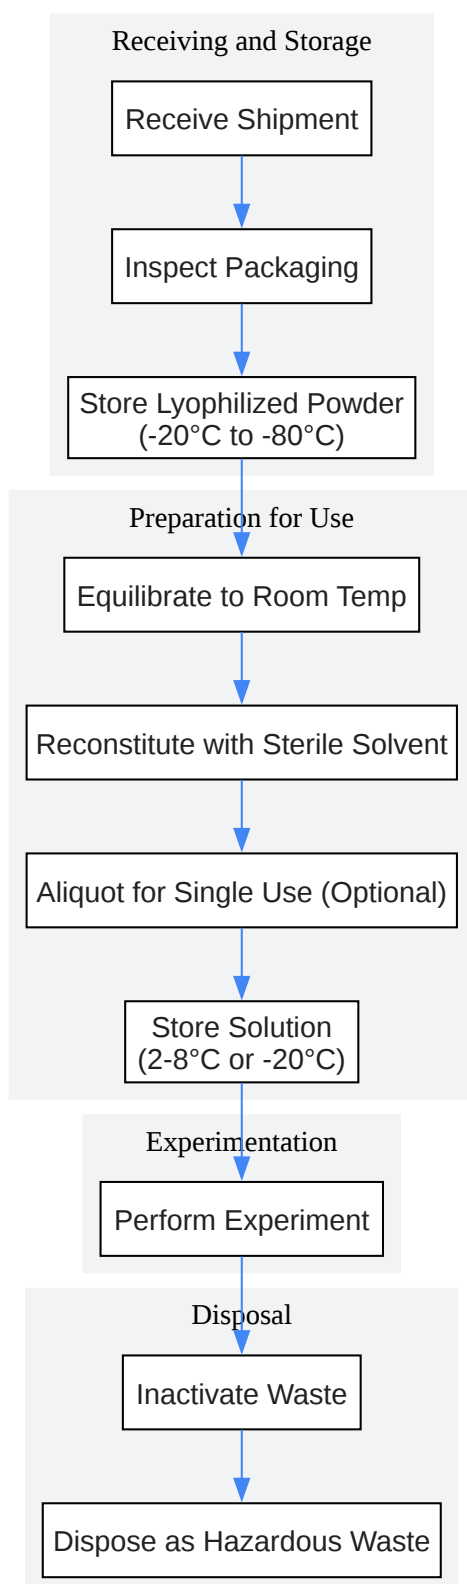 Receiving and Storage
Receive Shipment
Inspect Packaging
Store Lyophilized Powder
(-20°C to -80°C)
Preparation for Use
Equilibrate to Room Temp
Reconstitute with Sterile Solvent
Aliquot for Single Use (Optional)
Store Solution
(2-8°C or -20°C)
Experimentation
Perform Experiment
Disposal
Inactivate Waste
Dispose as Hazardous Waste